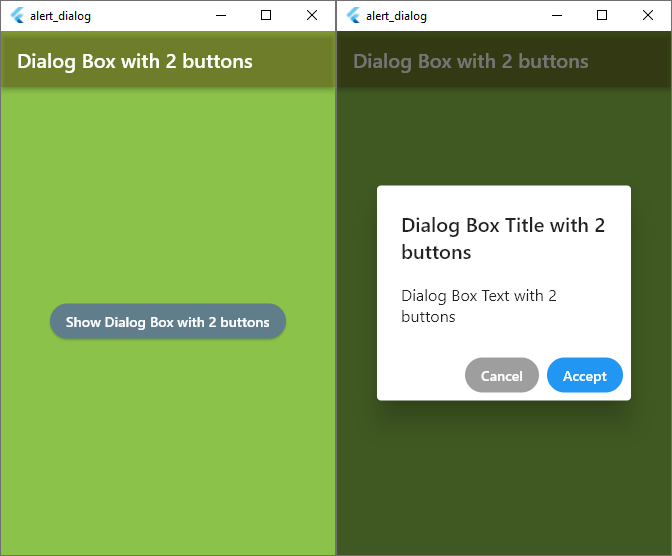 alert_dialog
Dialog Box with 2 buttons
Show Dialog Box with 2 buttons
alert_dialog
Dialog Box with 2 buttons
Dialog Box Title with 2
buttons
Dialog Box Text with 2
buttons
Cancel Accept